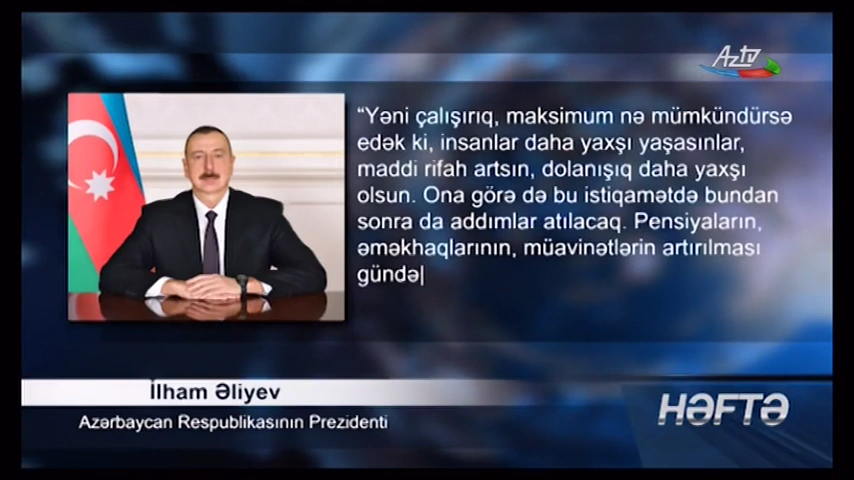 AzTV
“Yəni çalışırıq, maksimum nə mümkündürsə
edək ki, insanlar daha yaxşı yaşasınlar,
maddi rifah artsın, dolanışıq daha yaxşı
olsun. Ona görə də bu istiqamətdə bundan
sonra da addımlar atılacaq. Pensiyaların,
əməkhaqlarının, müavinətlərin artırılması
gündə|
İlham Əliyev
Azərbaycan Respublikasının Prezidenti
HƏFTƏ